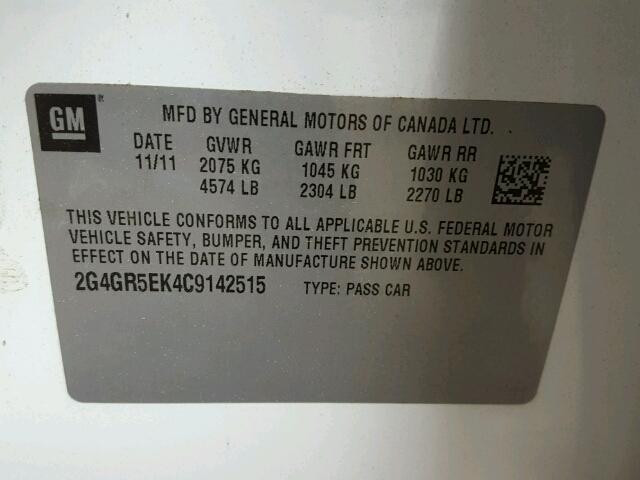 GM
MFD BY GENERAL MOTORS OF CANADA LTD.
DATE GVWR GAWR FRT GAWR RR
11/11 2075 KG 1045 KG 1030 KG
4574 LB 2304 LB 2270 LB
THIS VEHICLE CONFORMS TO ALL APPLICABLE U.S. FEDERAL MOTOR
VEHICLE SAFETY, BUMPER, AND THEFT PREVENTION STANDARDS IN
EFFECT ON THE DATE OF MANUFACTURE SHOWN ABOVE.
2G4GR5EK4C9142515 TYPE: PASS CAR